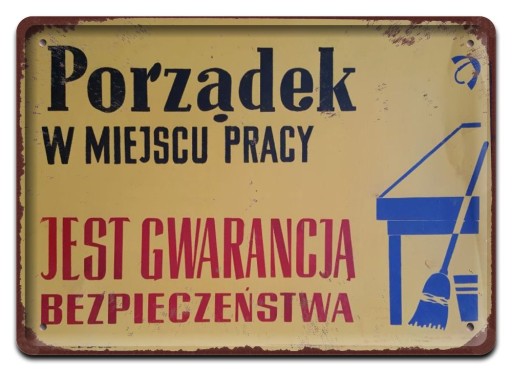 Porządek
W MIEJSCU PRACY
JEST GWARANCJĄ
BEZPIECZEŃSTWA